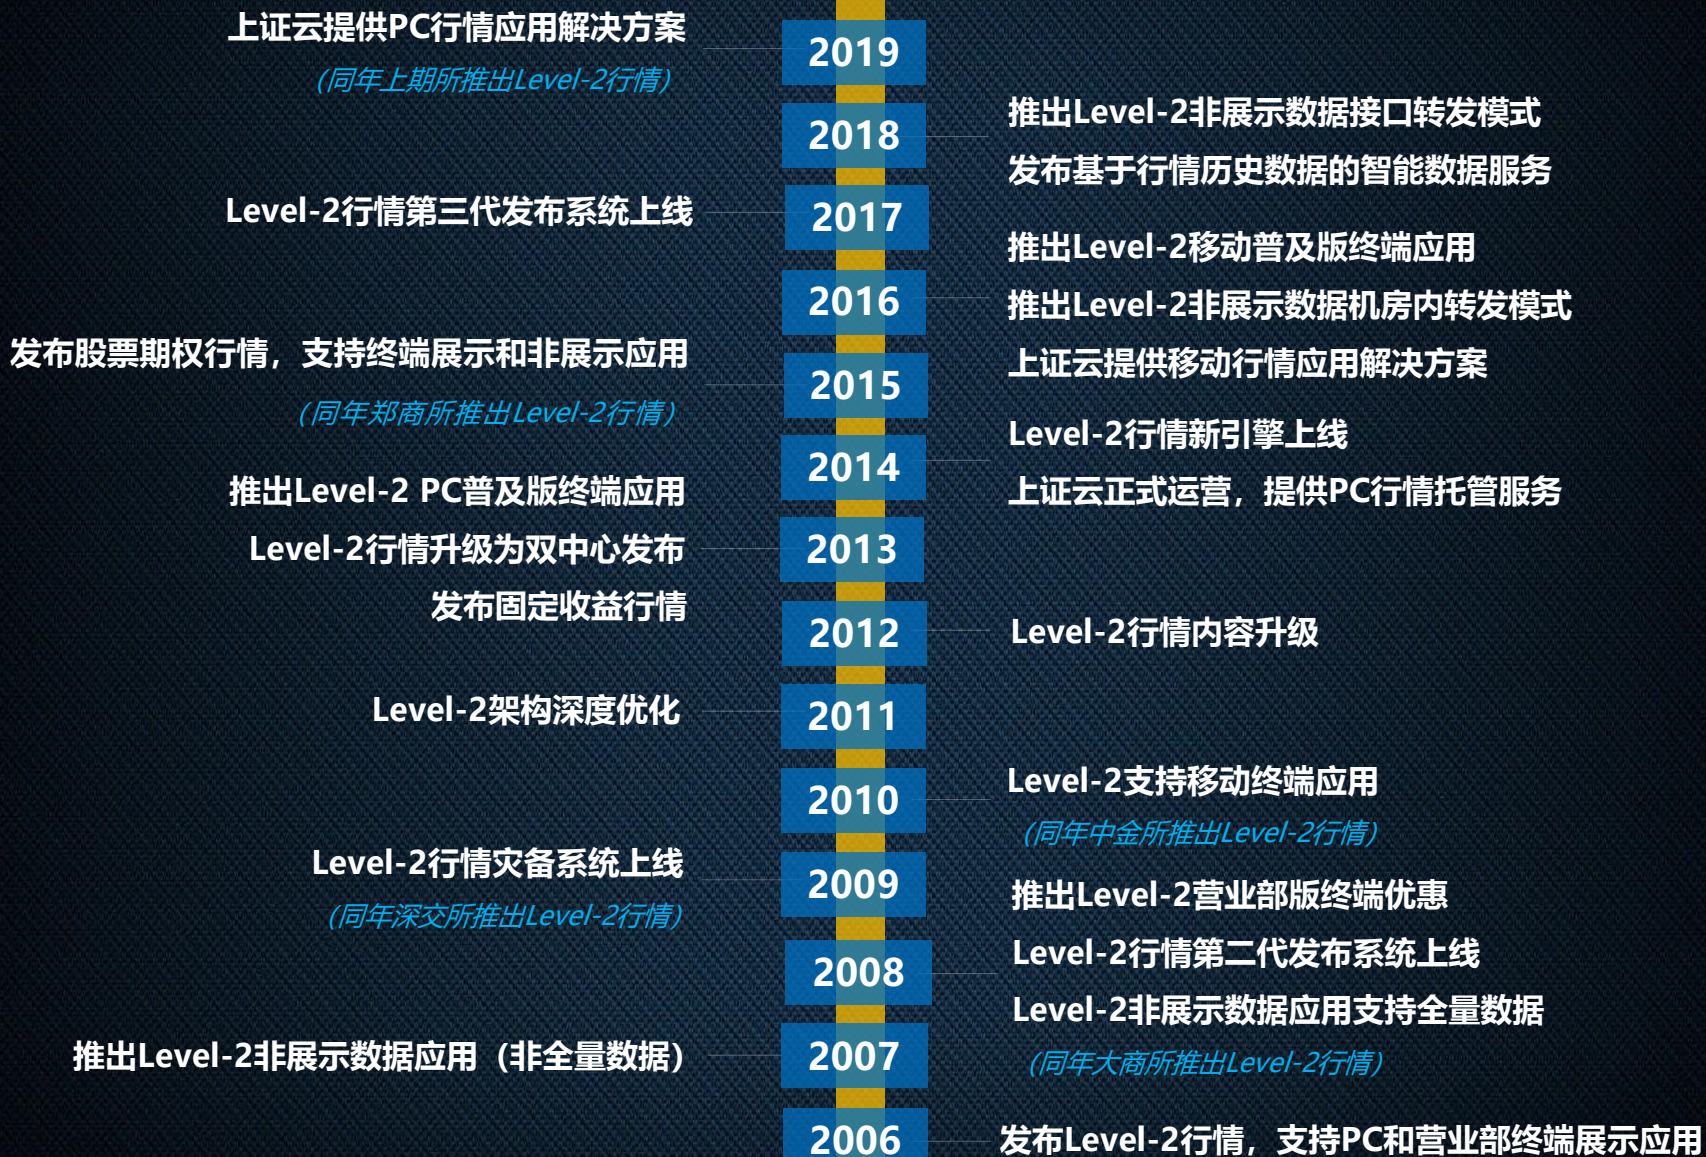 上证云提供PC行情应用解决方案
(同年上期所推出Level-2行情)
2019
2018
推出Level-2非展示数据接口转发模式
发布基于行情历史数据的智能数据服务
Level-2行情第三代发布系统上线
2017
推出Level-2移动普及版终端应用
2016
推出Level-2非展示数据机房内转发模式
上证云提供移动行情应用解决方案
发布股票期权行情，支持终端展示和非展示应用
(同年郑商所推出Level-2行情)
2015
2014
Level-2行情新引擎上线
上证云正式运营，提供PC行情托管服务
推出Level-2 PC普及版终端应用
Level-2行情升级为双中心发布
发布固定收益行情
2013
2012
Level-2行情内容升级
Level-2架构深度优化
2011
2010
Level-2支持移动终端应用
(同年中金所推出Level-2行情)
Level-2行情灾备系统上线
(同年深交所推出Level-2行情)
2009
2008
推出Level-2营业部版终端优惠
Level-2行情第二代发布系统上线
Level-2非展示数据应用支持全量数据
(同年大商所推出Level-2行情)
推出Level-2非展示数据应用（非全量数据）
2007
2006
发布Level-2行情，支持PC和营业部终端展示应用